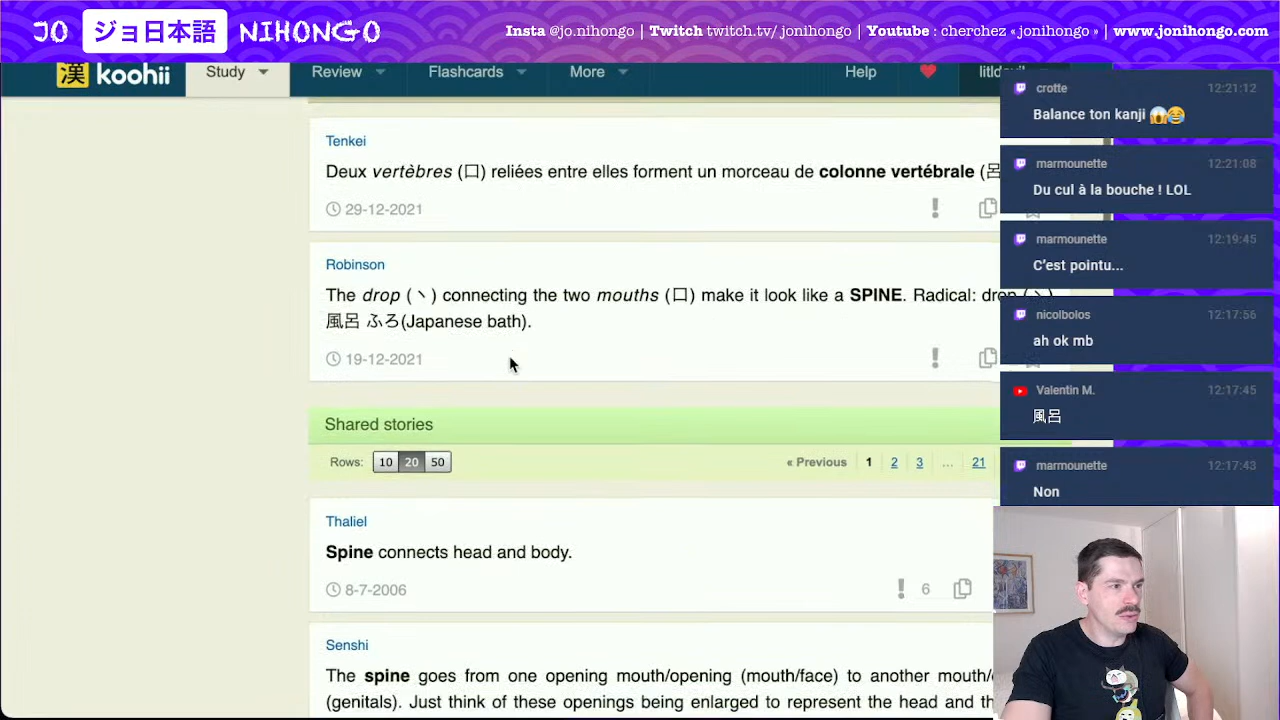 JO ジョ日本語 NIHONGO
Insta @jo.nihongo | Twitch twitch.tv/ jonihongo | Youtube : cherchez « jonihongo » | www.jonihongo.com
漢 koohii Study Review Flashcards More Help
Tenkei
Deux vertèbres (口) reliées entre elles forment un morceau de colonne vertébrale (呂
29-12-2021
Robinson
The drop (丶) connecting the two mouths (口) make it look like a SPINE. Radical: drop (丶)
風呂 ふろ(Japanese bath).
19-12-2021
Shared stories
Rows: 10 20 50 « Previous 1 2 3 ... 21
Thaliel
Spine connects head and body.
8-7-2006 6
Senshi
The spine goes from one opening mouth/opening (mouth/face) to another mouth/
(genitals). Just think of these openings being enlarged to represent the head and
crotte 12:21:12
Balance ton kanji 😱😂
marmounette 12:21:08
Du cul à la bouche ! LOL
marmounette 12:19:45
C'est pointu...
nicolbolos 12:17:56
ah ok mb
Valentin M. 12:17:45
風呂
marmounette 12:17:43
Non